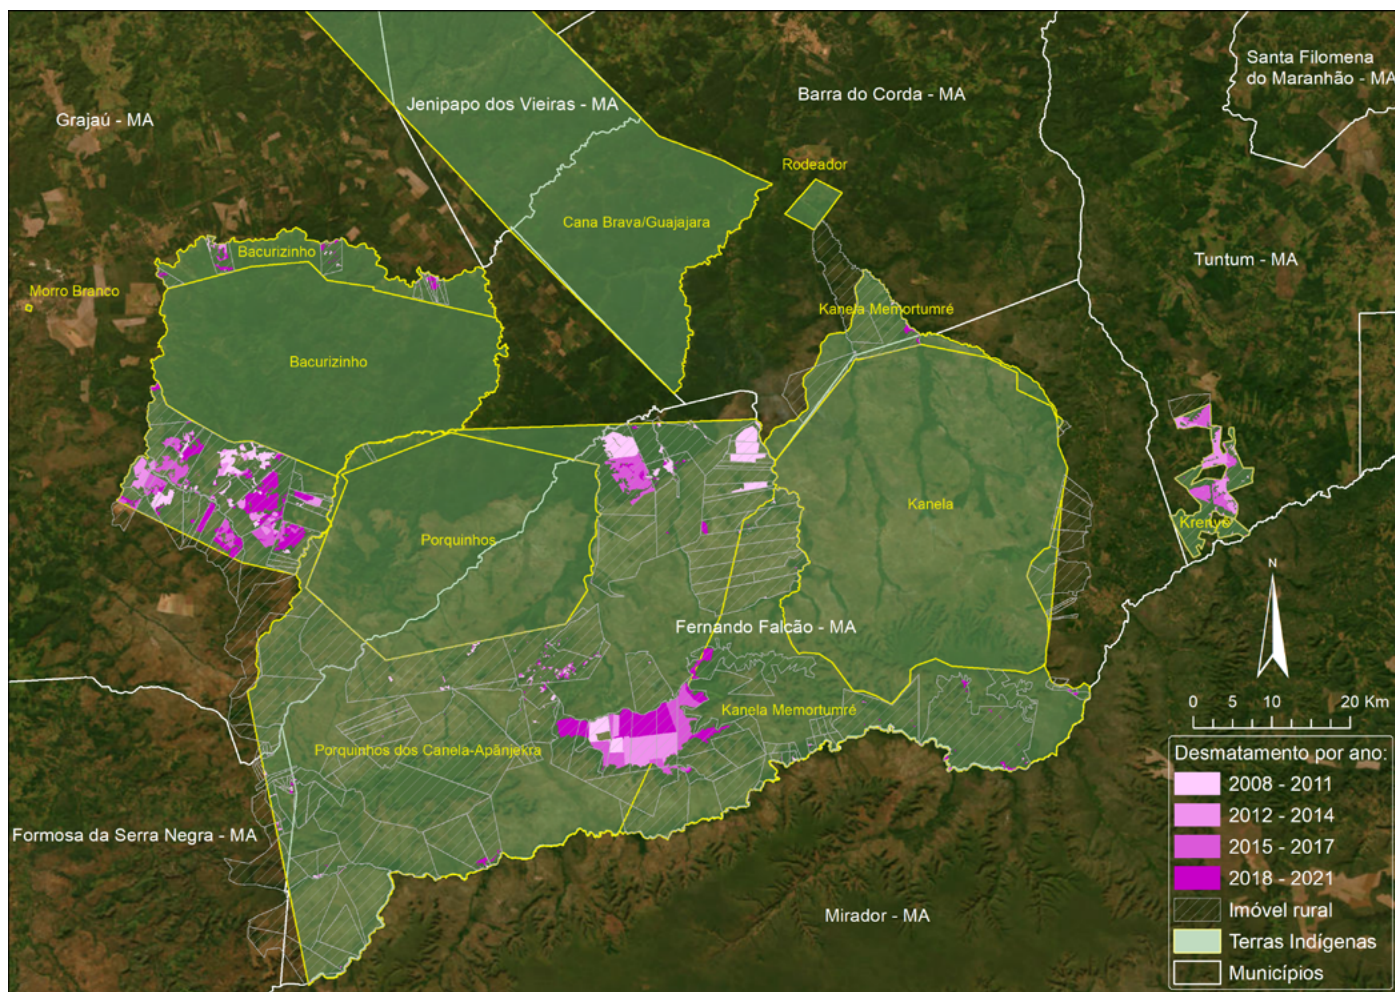 Santa Filomena
do Maranhão - MA
Barra do Corda - MA
Jenipapo dos Vieiras - MA
Grajaú - MA
Rodeador
Cana Brava/Guajajara
Bacurizinho
Tuntum - MA
Morro Branco
Kanela Memortumré
Bacurizinho
Kanela
Krenyê
Porquinhos
N
Fernando Falcão - MA
0 5 10 20 Km
Kanela Memortumré
Porquinhos dos Canela-Apãnjekra
Desmatamento por ano:
2008 - 2011
2012 - 2014
2015 - 2017
2018 - 2021
Imóvel rural
Terras Indígenas
Municípios
Formosa da Serra Negra - MA
Mirador - MA